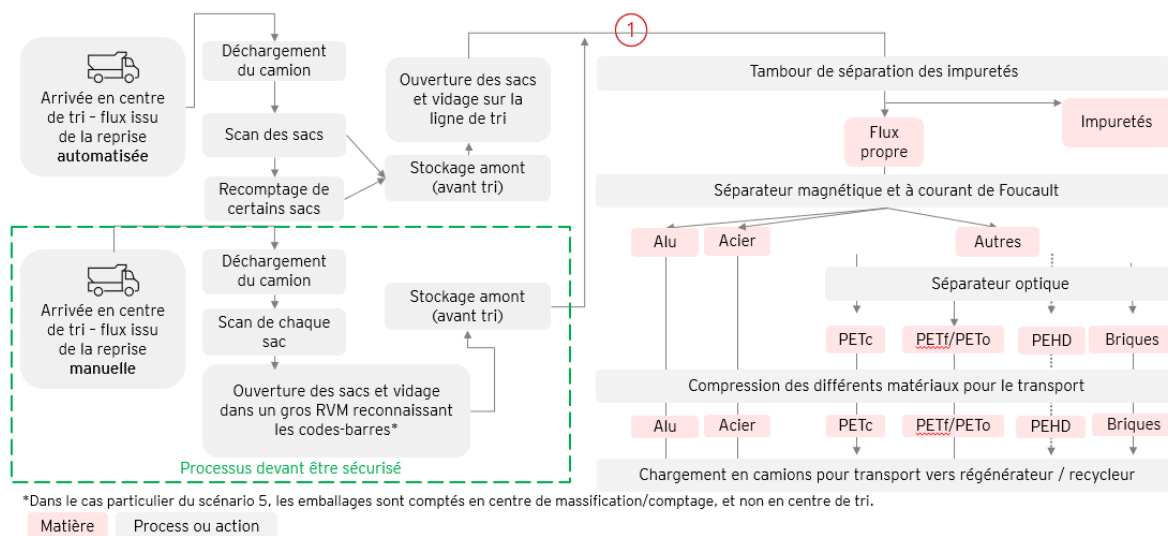 Arrivée en centre
de tri – flux issu
de la reprise
automatisée
Déchargement
du camion
Scan des sacs
Recomptage de
certains sacs
Ouverture des sacs
et vidage sur la
ligne de tri
Stockage amont
(avant tri)
Arrivée en centre
de tri – flux issu
de la reprise
manuelle
Déchargement
du camion
Scan de chaque
sac
Ouverture des sacs et vidage
dans un gros RVM reconnaissant
les codes-barres*
Stockage amont
(avant tri)
Processus devant être sécurisé
1
Tambour de séparation des impuretés
Flux
propre
Impuretés
Séparateur magnétique et à courant de Foucault
Alu
Acier
Autres
Séparateur optique
PETc
PETf/PETo
PEHD
Briques
Compression des différents matériaux pour le transport
Alu
Acier
PETc
PETf/PETo
PEHD
Briques
Chargement en camions pour transport vers régénérateur / recycleur
*Dans le cas particulier du scénario 5, les emballages sont comptés en centre de massification/comptage, et non en centre de tri.
Matière
Process ou action